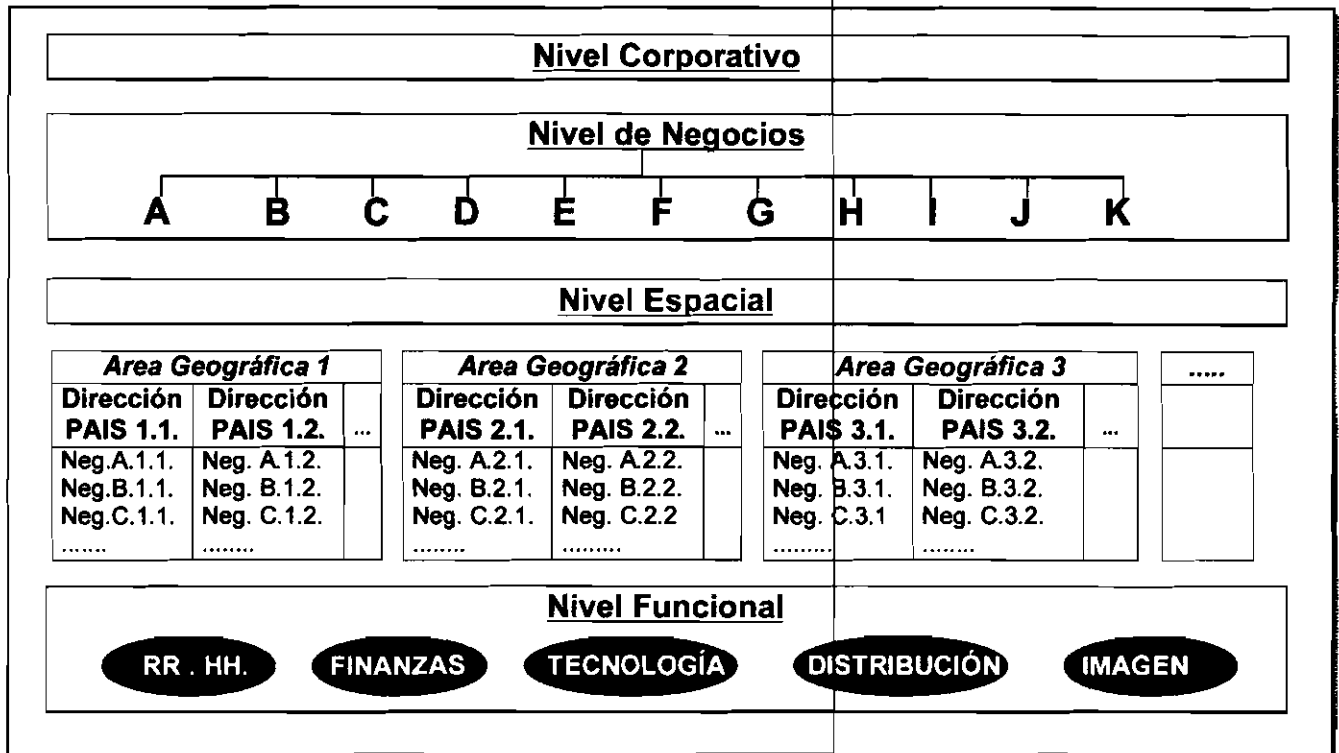 Nivel Corporativo
Nivel de Negocios
A B C D E F G H I J K
Nivel Espacial
Area Geográfica 1
Dirección PAIS 1.1.
Dirección PAIS 1.2.
...
Neg.A.1.1.
Neg.B.1.1.
Neg.C.1.1.
.......
Neg. A.1.2.
Neg. B.1.2.
Neg. C.1.2.
........
Area Geográfica 2
Dirección PAIS 2.1.
Dirección PAIS 2.2.
...
Neg. A.2.1.
Neg. B.2.1.
Neg. C.2.1.
........
Neg. A.2.2.
Neg. B.2.2.
Neg. C.2.2
.........
Area Geográfica 3
Dirección PAIS 3.1.
Dirección PAIS 3.2.
...
Neg. A.3.1.
Neg. B.3.1.
Neg. C.3.1
.........
Neg. A.3.2.
Neg. B.3.2.
Neg. C.3.2.
........
.....
Nivel Funcional
RR . HH. FINANZAS TECNOLOGÍA DISTRIBUCIÓN IMAGEN